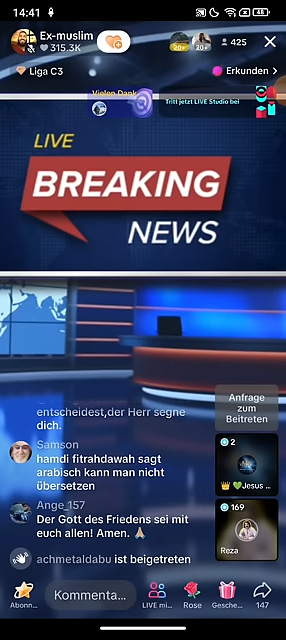 14:41
48
Ex-muslim
315.3K
20+
20+
425
Liga C3
Erkunden
Vielen Dank
Tritt jetzt LIVE Studio bei
LIVE
BREAKING
NEWS
Anfrage
zum
Beitreten
entscheidest,der Herr segne
dich.
Samson
hamdi fitrahdawah sagt
arabisch kann man nicht
übersetzen
2
Jesus ...
Ange_157
Der Gott des Friedens sei mit
euch allen! Amen. 🙏
169
Reza
achmetaldabu ist beigetreten
Kommenta...
Abonn...
LIVE mi...
Rose
Gesche...
147